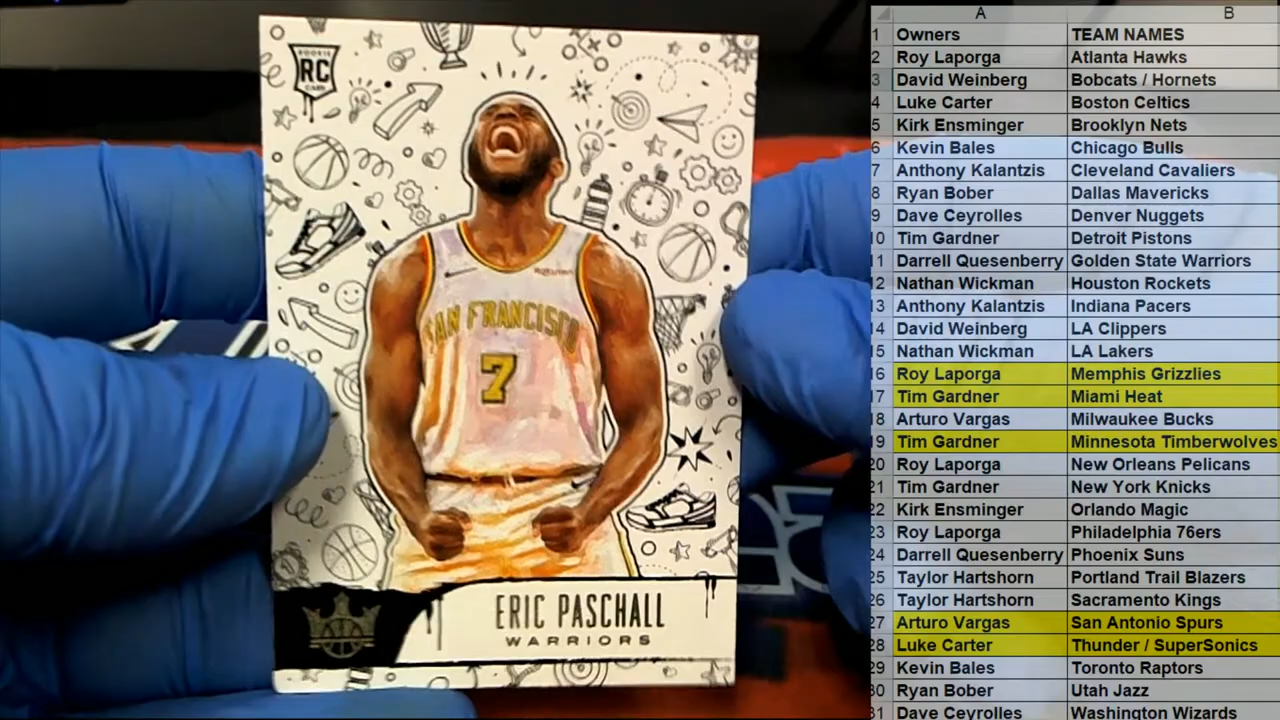 ROOKIE
RC
CARD
SAN FRANCISCO
7
ERIC PASCHALL
WARRIORS
A B
1 Owners TEAM NAMES
2 Roy Laporga Atlanta Hawks
3 David Weinberg Bobcats / Hornets
4 Luke Carter Boston Celtics
5 Kirk Ensminger Brooklyn Nets
6 Kevin Bales Chicago Bulls
7 Anthony Kalantzis Cleveland Cavaliers
8 Ryan Bober Dallas Mavericks
9 Dave Ceyrolles Denver Nuggets
10 Tim Gardner Detroit Pistons
11 Darrell Quesenberry Golden State Warriors
12 Nathan Wickman Houston Rockets
13 Anthony Kalantzis Indiana Pacers
14 David Weinberg LA Clippers
15 Nathan Wickman LA Lakers
16 Roy Laporga Memphis Grizzlies
17 Tim Gardner Miami Heat
18 Arturo Vargas Milwaukee Bucks
19 Tim Gardner Minnesota Timberwolves
20 Roy Laporga New Orleans Pelicans
21 Tim Gardner New York Knicks
22 Kirk Ensminger Orlando Magic
23 Roy Laporga Philadelphia 76ers
24 Darrell Quesenberry Phoenix Suns
25 Taylor Hartshorn Portland Trail Blazers
26 Taylor Hartshorn Sacramento Kings
27 Arturo Vargas San Antonio Spurs
28 Luke Carter Thunder / SuperSonics
29 Kevin Bales Toronto Raptors
30 Ryan Bober Utah Jazz
31 Dave Ceyrolles Washington Wizards